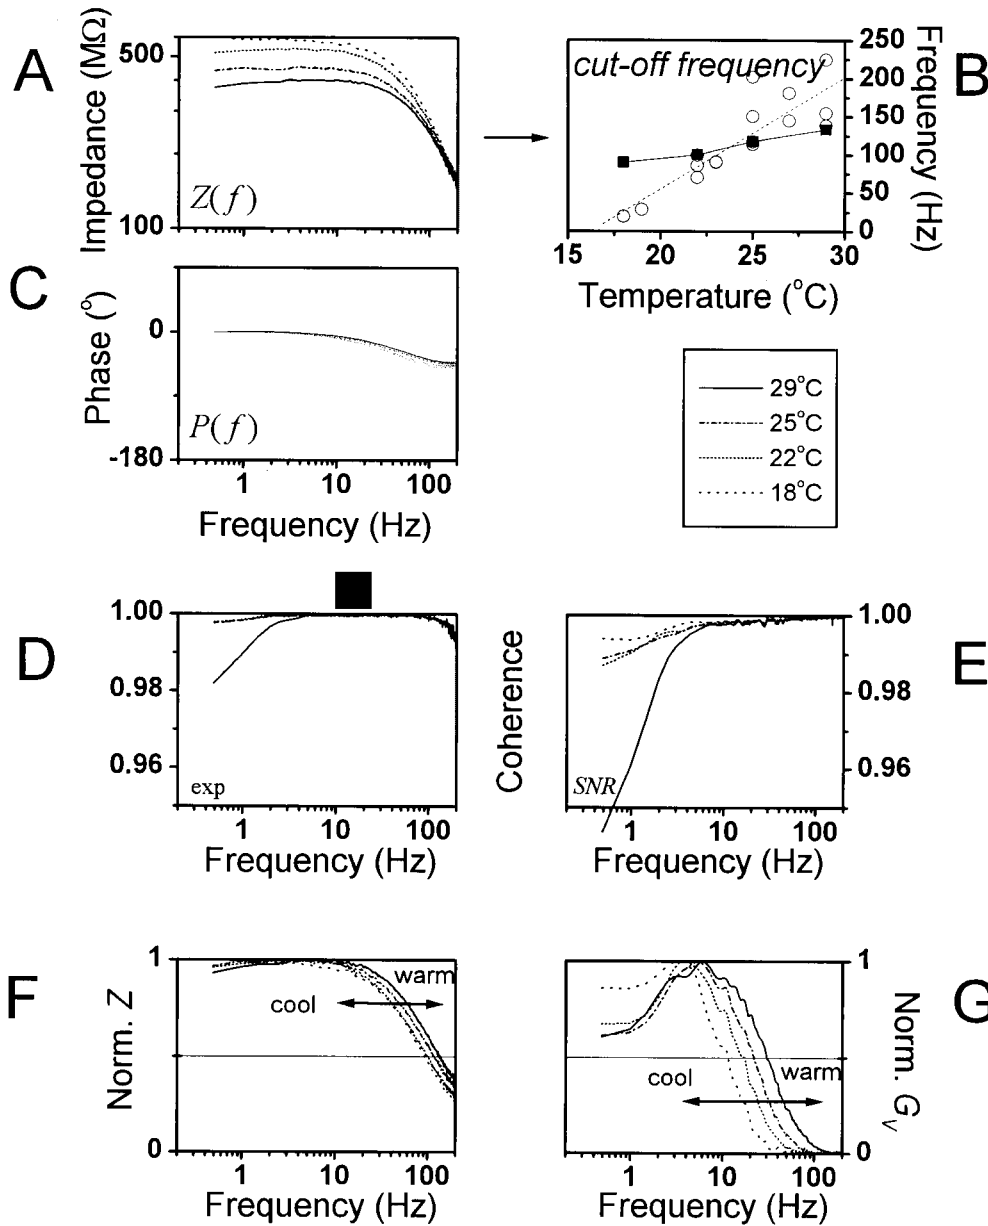 A
Impedance (MΩ)
500
100
Z(f)
cut-off frequency
B
Frequency (Hz)
250
200
150
100
50
0
15
20
25
30
Temperature (°C)
C
Phase (°)
0
-180
P(f)
1
10
100
Frequency (Hz)
29°C
25°C
22°C
18°C
D
1.00
0.98
0.96
exp
1
10
100
Frequency (Hz)
Coherence
E
1.00
0.98
0.96
SNR
1
10
100
Frequency (Hz)
F
Norm. Z
1
0
cool
warm
1
10
100
Frequency (Hz)
G
Norm. Gv
1
0
cool
warm
1
10
100
Frequency (Hz)